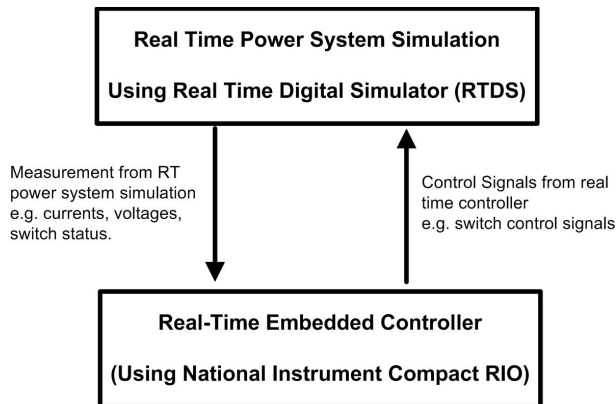 Real Time Power System Simulation
Using Real Time Digital Simulator (RTDS)
Measurement from RT
power system simulation
e.g. currents, voltages,
switch status.
Control Signals from real
time controller
e.g. switch control signals
Real-Time Embedded Controller
(Using National Instrument Compact RIO)